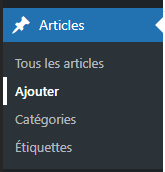 Articles
Tous les articles
Ajouter
Catégories
Étiquettes